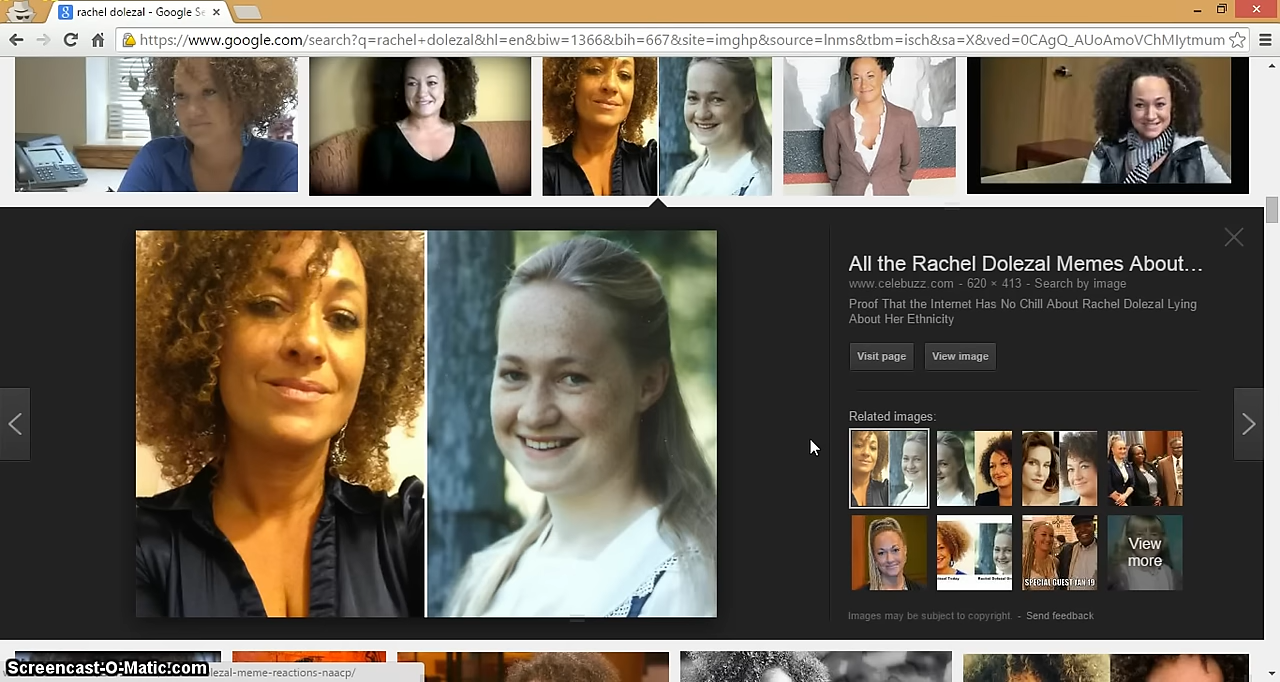 rachel dolezal - Google Se
https://www.google.com/search?q=rachel+dolezal&hl=en&biw=1366&bih=667&site=imghp&source=lnms&tbm=isch&sa=X&ved=0CAgQ_AUoAmoVChMIytmum
All the Rachel Dolezal Memes About...
www.celebuzz.com - 620 × 413 - Search by image
Proof That the Internet Has No Chill About Rachel Dolezal Lying
About Her Ethnicity
Visit page
View image
Related images:
SPECIAL GUEST JAN 19
View
more
Images may be subject to copyright. - Send feedback
Screencast-O-Matic.com
lezal-meme-reactions-naacp/